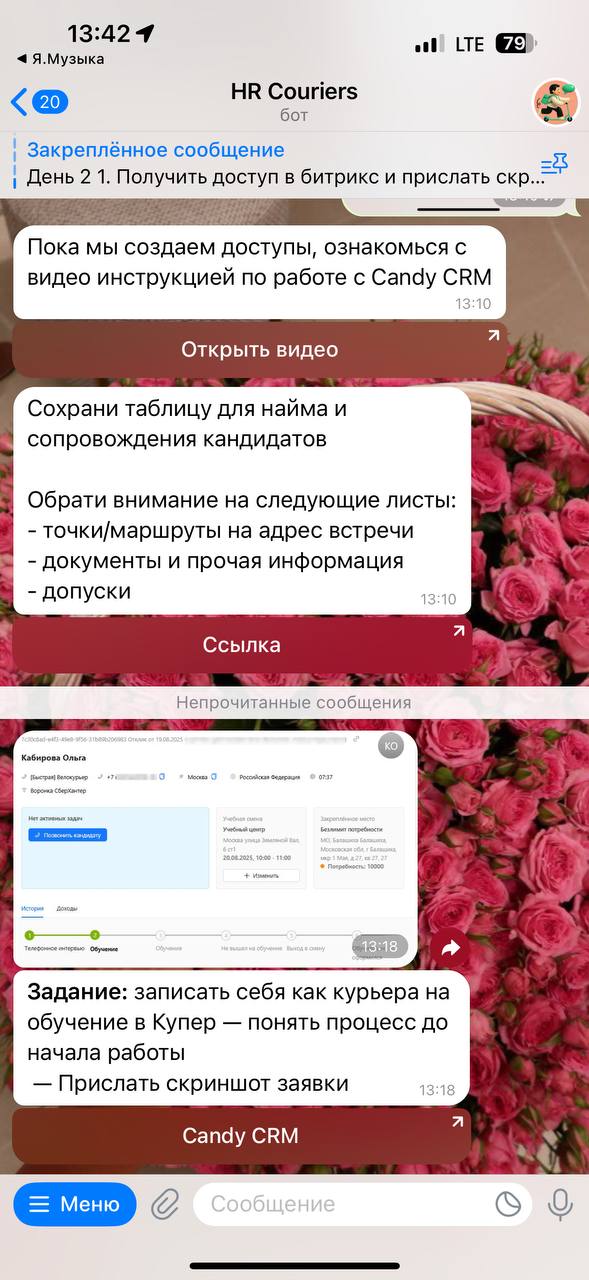 13:42
LTE 79
◀ Я.Музыка
20
HR Couriers
бот
Закреплённое сообщение
День 2 1. Получить доступ в битрикс и прислать скр...
Пока мы создаем доступы, ознакомься с
видео инструкцией по работе с Candy CRM
13:10
Открыть видео
Сохрани таблицу для найма и
сопровождения кандидатов
Обрати внимание на следующие листы:
- точки/маршруты на адрес встречи
- документы и прочая информация
- допуски
13:10
Ссылка
Непрочитанные сообщения
Отклик от 19.08.2025
КО
Кабирова Ольга
[Быстрая] Велокурьер
Москва
Российская Федерация
07:37
Воронка СберХантер
Нет активных задач
Позвонить кандидату
Учебная смена
Учебный центр
Москва улица Земляной Вал,
6 ст1
20.08.2025, 10:00 - 11:00
+ Изменить
Закреплённое место
Безлимит потребности
МО, Балашиха Балашиха,
Московская обл, г Балашиха,
мкр 1 Мая, д 27, кв 27, 27
Потребность: 10000
История Доходы
1 2 3 4 5
Телефонное интервью Обучение Обучение Не вышел на обучение Выход в смену
13:18
Задание: записать себя как курьера на
обучение в Купер — понять процесс до
начала работы
— Прислать скриншот заявки
13:18
Candy CRM
Меню
Сообщение